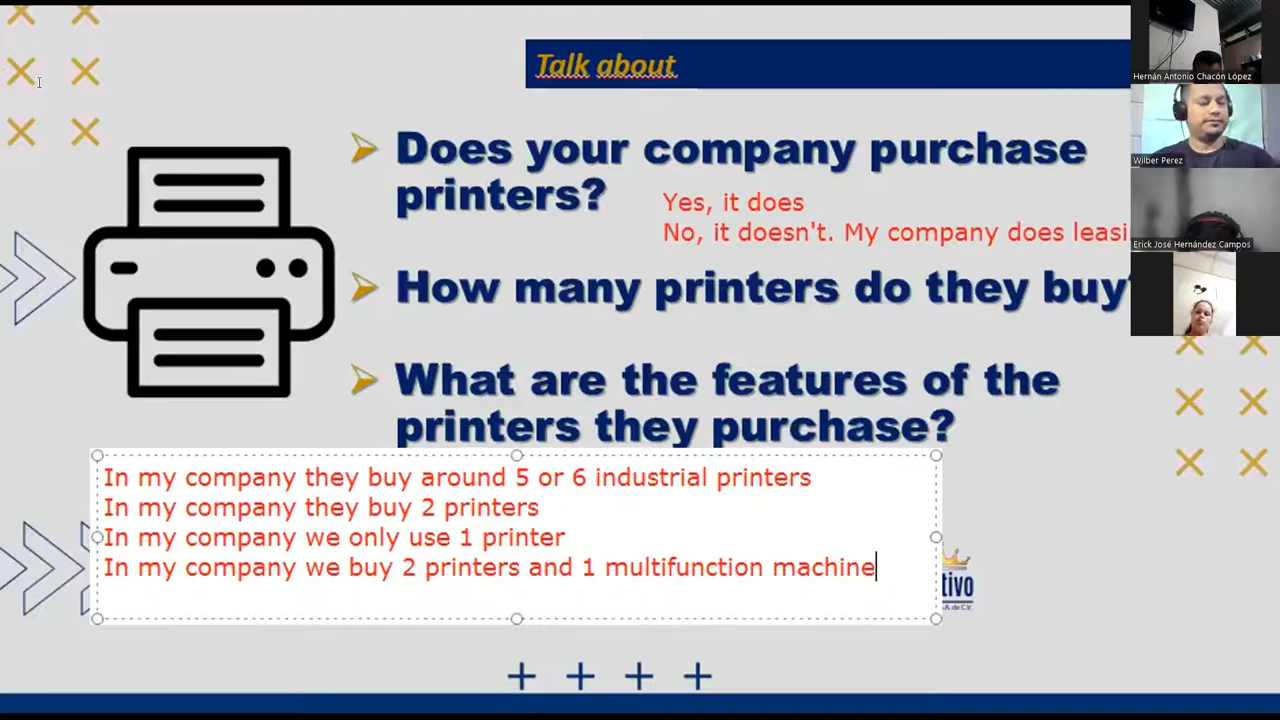 Talk about
Hernán Antonio Chacón López
Does your company purchase
printers?
Wilber Perez
Yes, it does
No, it doesn't. My company does leasi
Erick José Hernández Campos
How many printers do they buy
What are the features of the
printers they purchase?
In my company they buy around 5 or 6 industrial printers
In my company they buy 2 printers
In my company we only use 1 printer
In my company we buy 2 printers and 1 multifunction machine
tivo
S.A. de C.V.